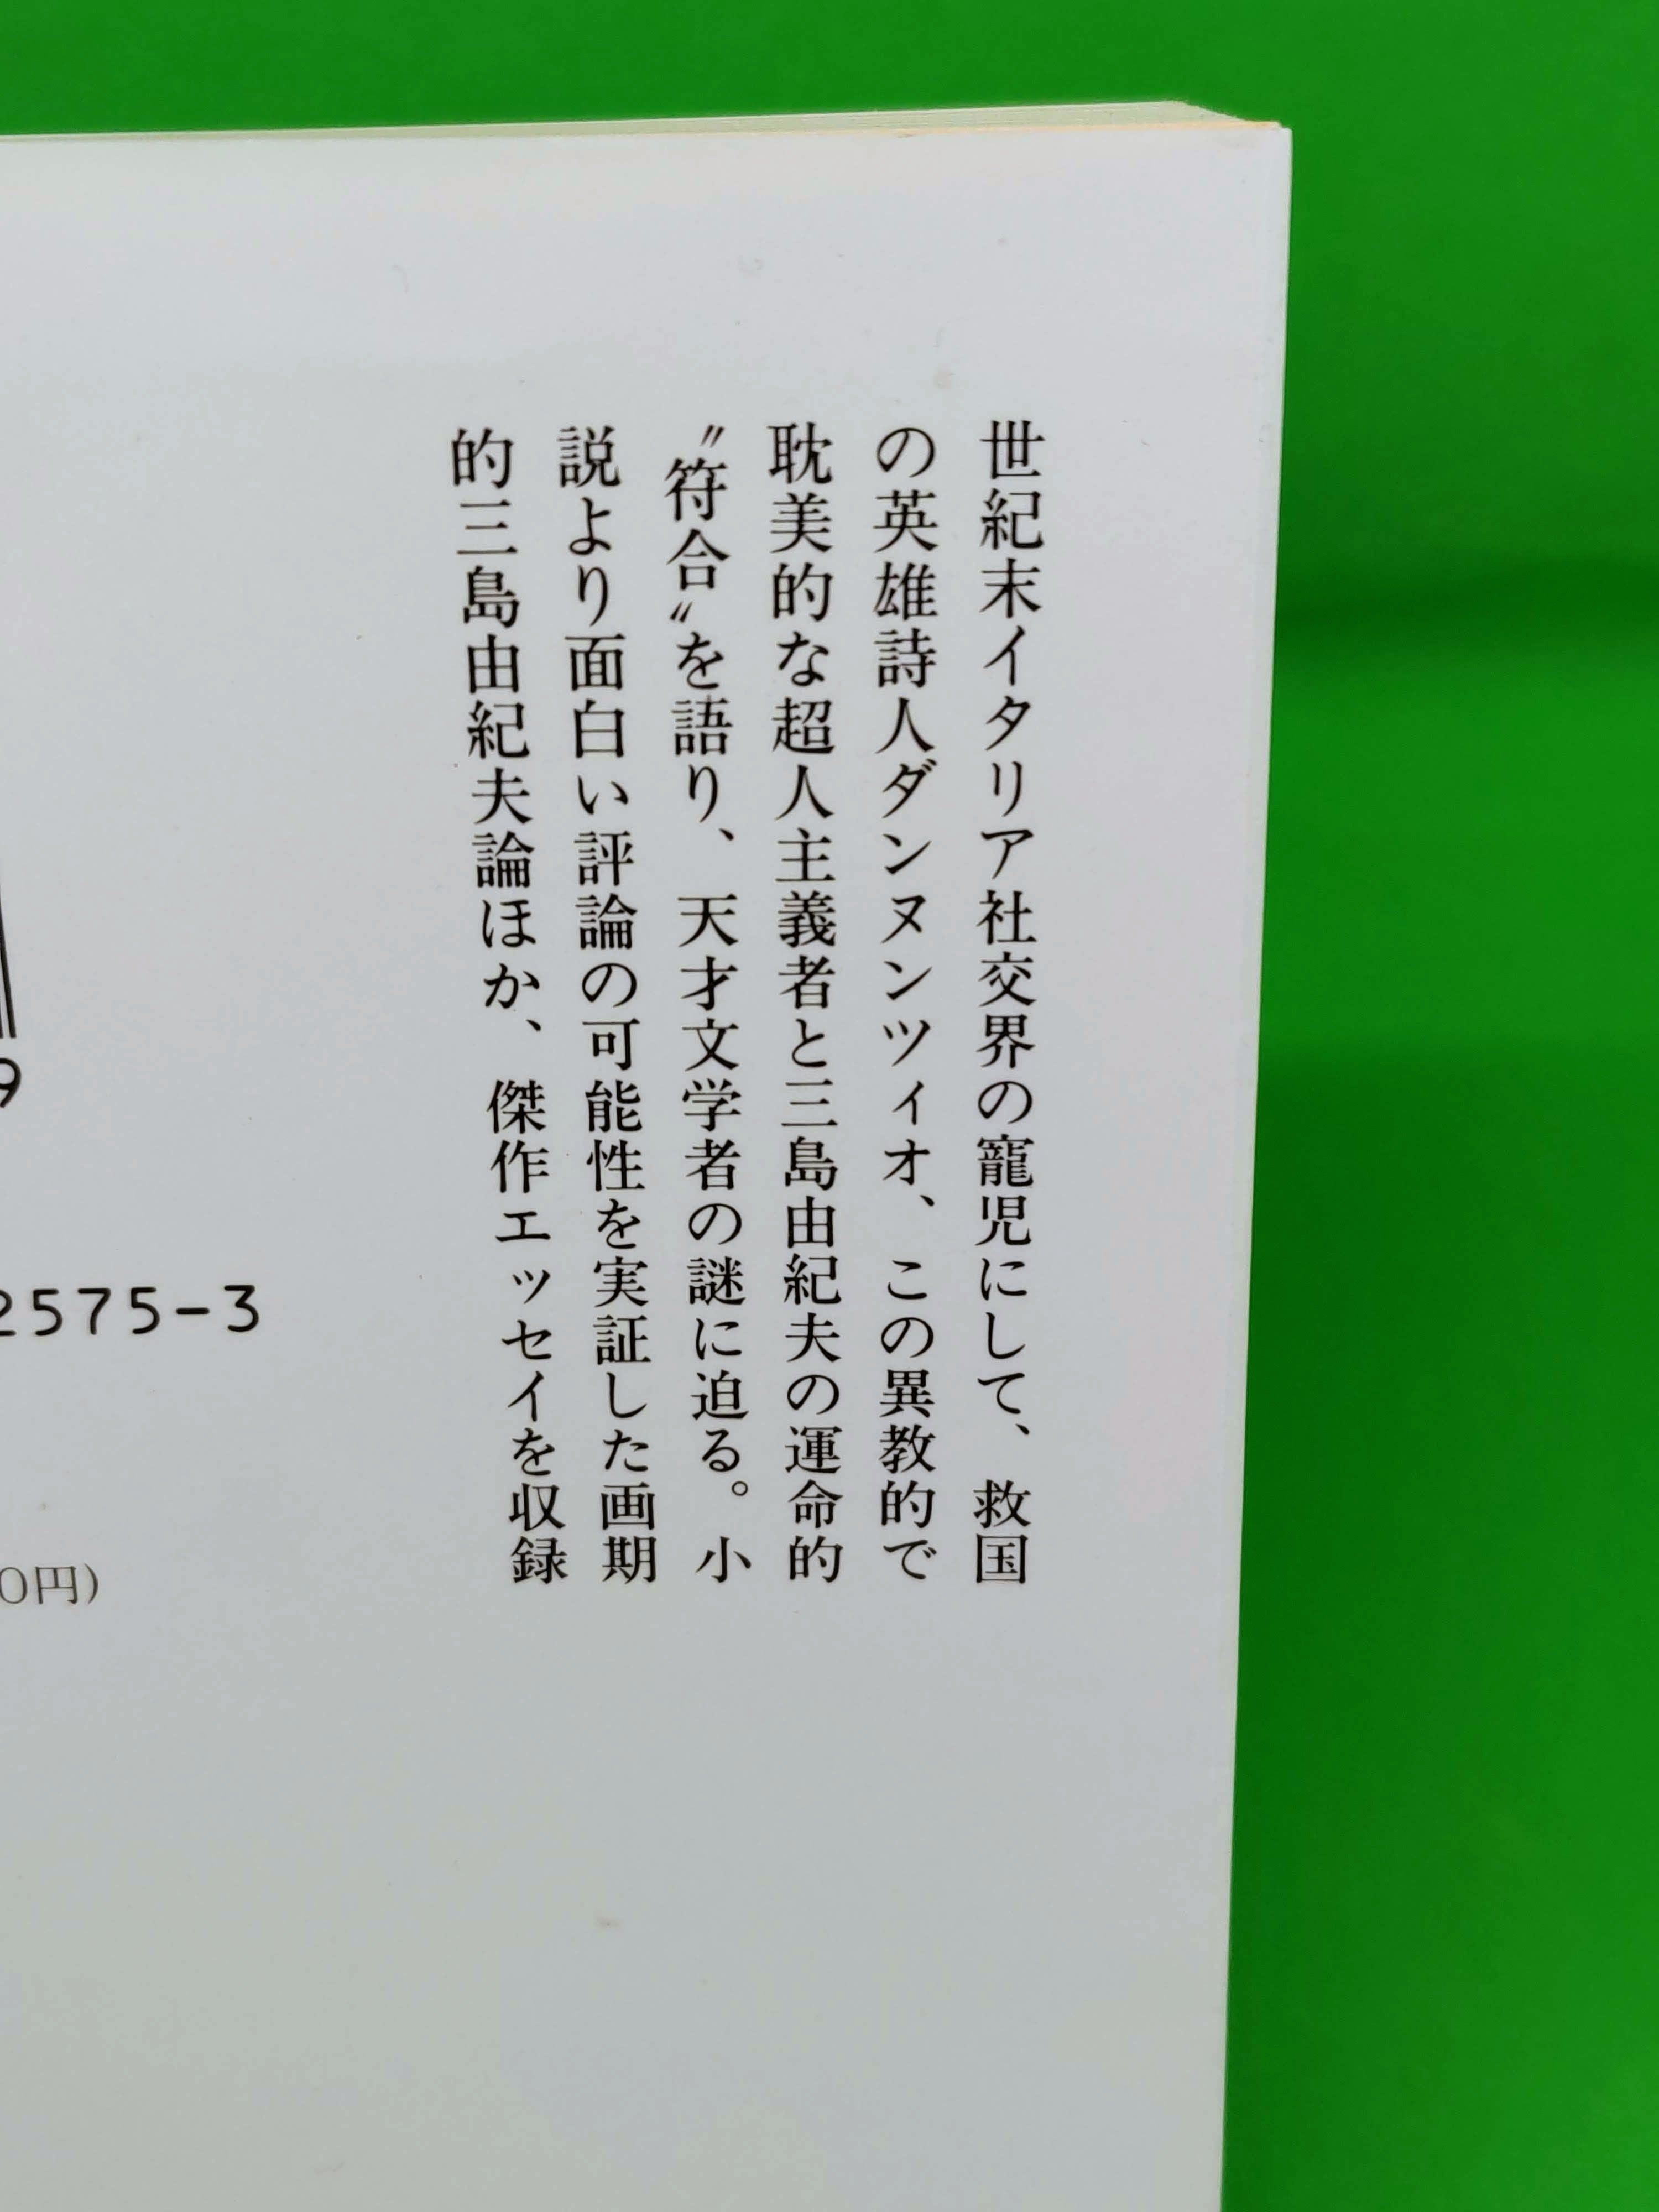 世紀末イタリア社交界の寵児にして、救国
の英雄詩人ダンヌンツィオ、この異教的で
耽美的な超人主義者と三島由紀夫の運命的
〝符合〟を語り、天才文学者の謎に迫る。小
説より面白い評論の可能性を実証した画期
的三島由紀夫論ほか、傑作エッセイを収録
9
2575-3
0円)